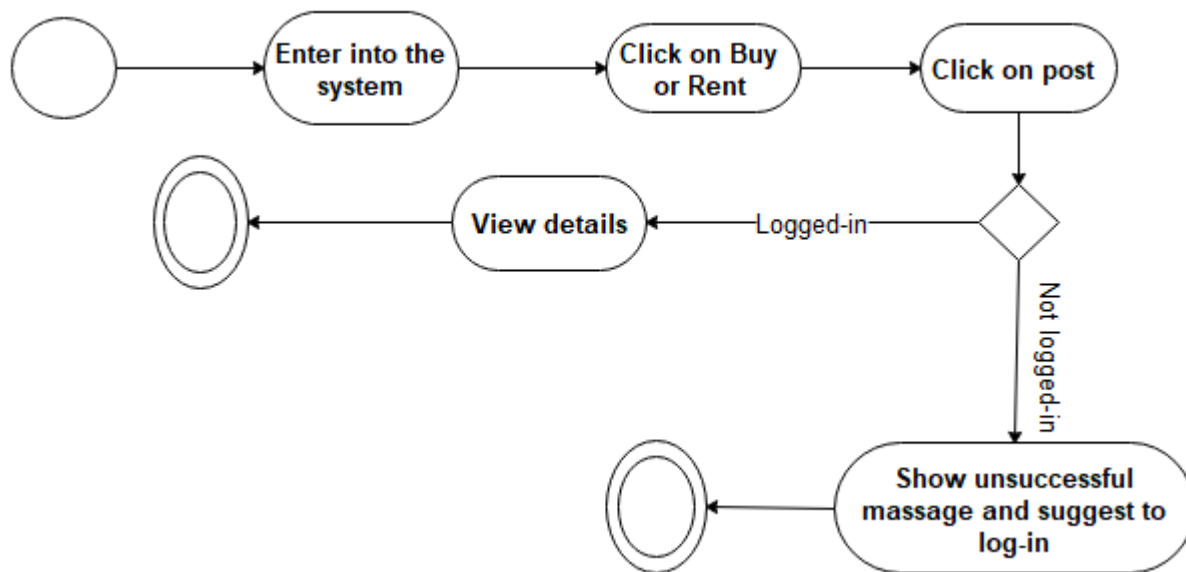 Enter into the
system
Click on Buy
or Rent
Click on post
View details
Logged-in
Not logged-in
Show unsuccessful
massage and suggest to
log-in